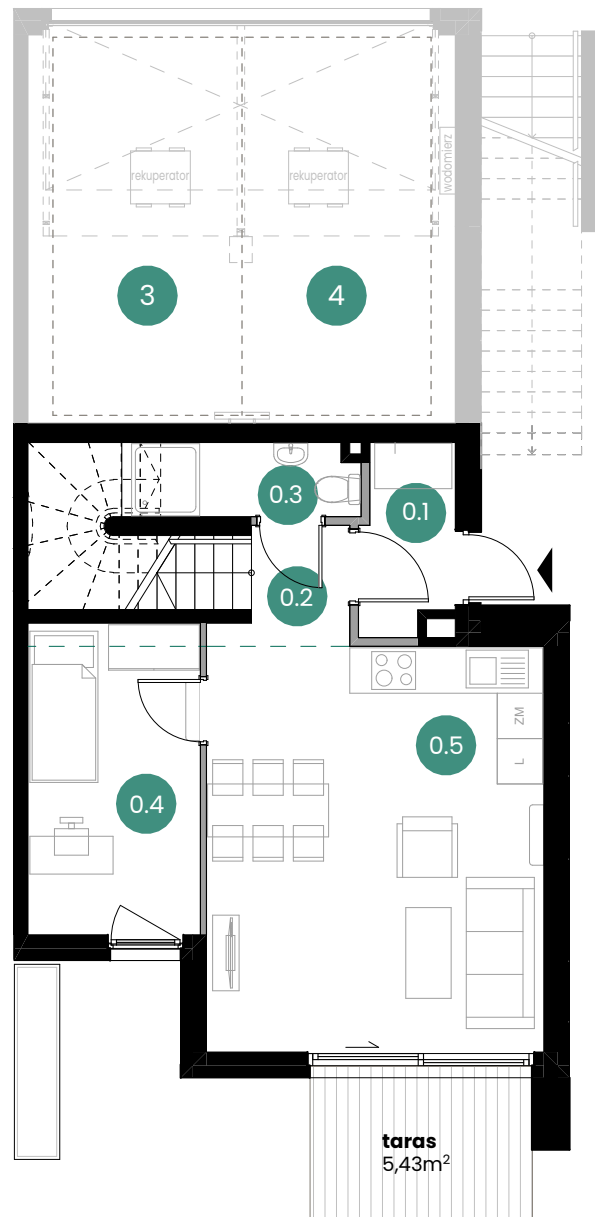 rekuperator
rekuperator
wodomierz
3
4
0.3
0.1
0.2
ZM
0.5
L
0.4
taras
5,43m²